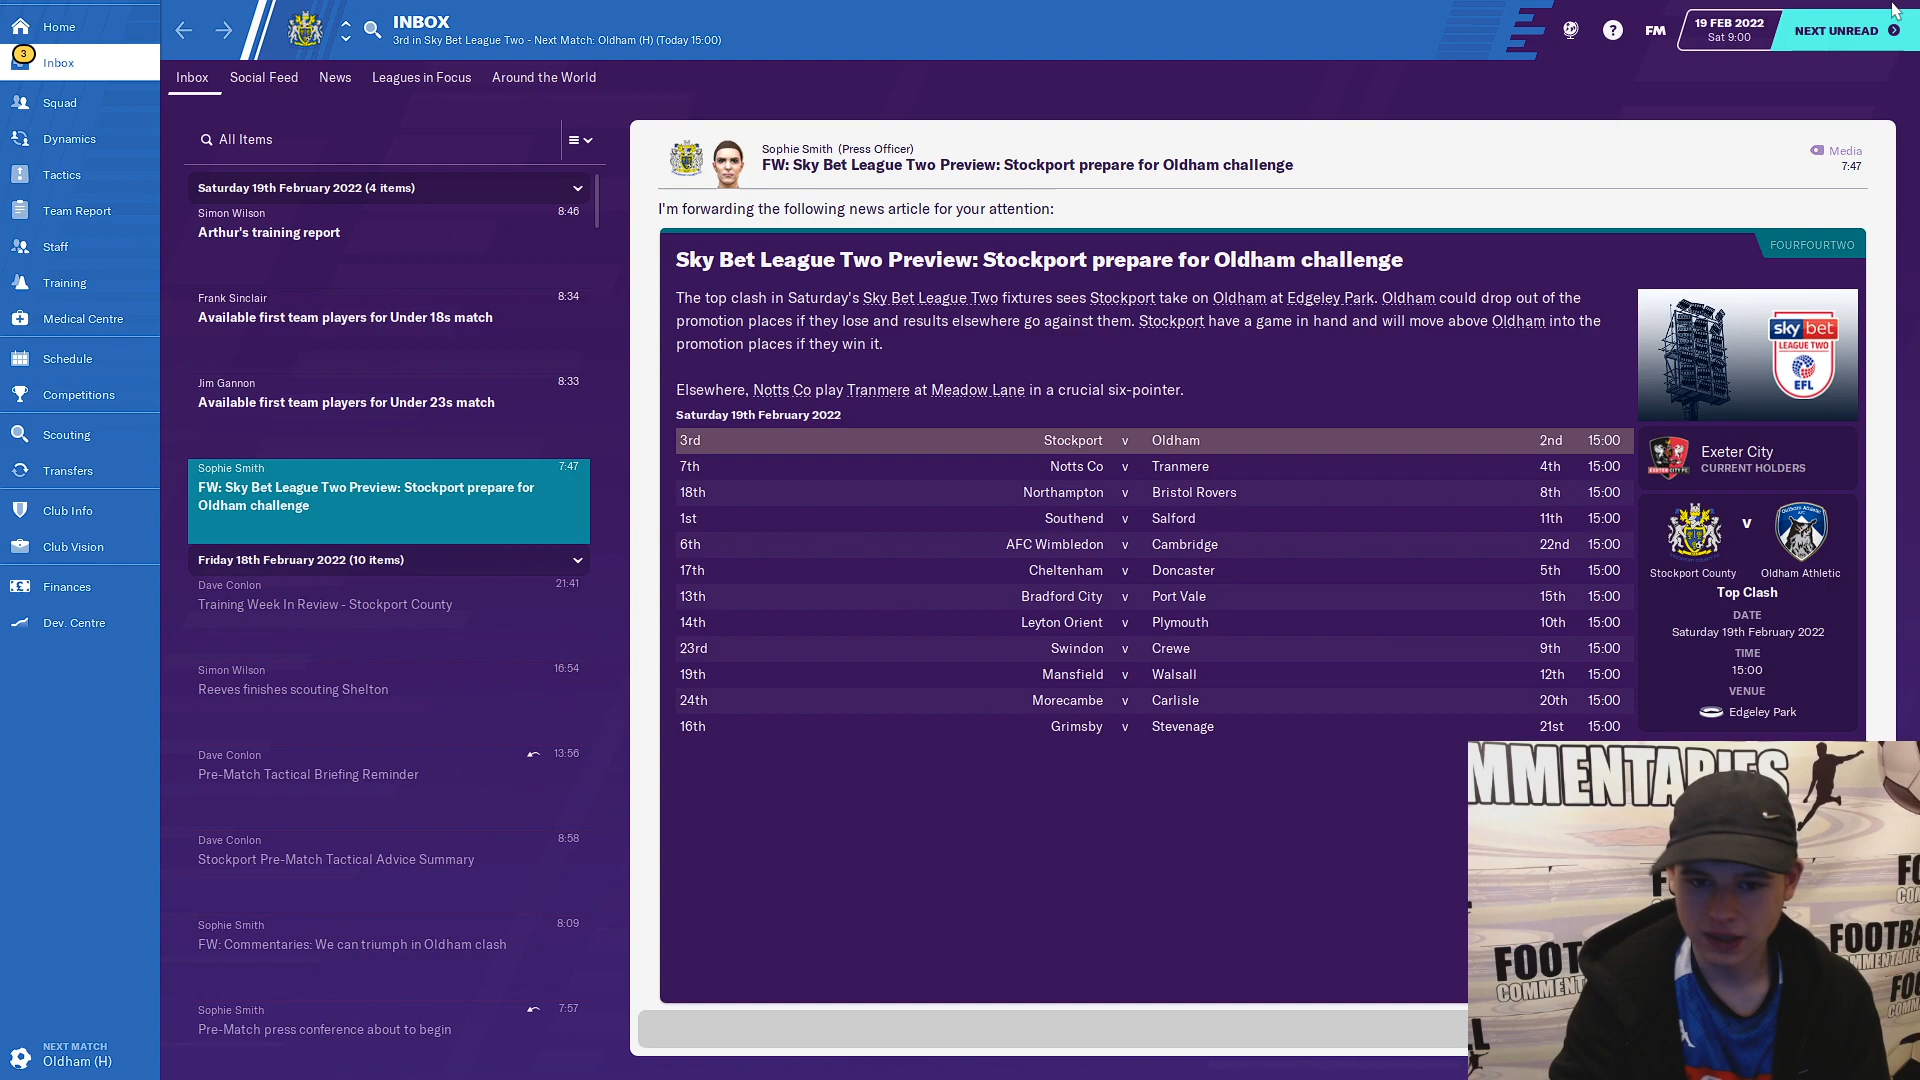 Home
3
Inbox
Squad
Dynamics
Tactics
Team Report
Staff
Training
Medical Centre
Schedule
Competitions
Scouting
Transfers
Club Info
Club Vision
Finances
Dev. Centre
NEXT MATCH
Oldham (H)
INBOX
3rd in Sky Bet League Two - Next Match: Oldham (H) (Today 15:00)
? FM
19 FEB 2022
Sat 9:00
NEXT UNREAD
Inbox Social Feed News Leagues in Focus Around the World
All Items
Saturday 19th February 2022 (4 items)
Simon Wilson 8:46
Arthur's training report
Frank Sinclair 8:34
Available first team players for Under 18s match
Jim Gannon 8:33
Available first team players for Under 23s match
Sophie Smith 7:47
FW: Sky Bet League Two Preview: Stockport prepare for
Oldham challenge
Friday 18th February 2022 (10 items)
Dave Conlon 21:41
Training Week In Review - Stockport County
Simon Wilson 16:54
Reeves finishes scouting Shelton
Dave Conlon 13:56
Pre-Match Tactical Briefing Reminder
Dave Conlon 8:58
Stockport Pre-Match Tactical Advice Summary
Sophie Smith 8:09
FW: Commentaries: We can triumph in Oldham clash
Sophie Smith 7:57
Pre-Match press conference about to begin
Sophie Smith (Press Officer)
FW: Sky Bet League Two Preview: Stockport prepare for Oldham challenge
Media
7:47
I'm forwarding the following news article for your attention:
FOURFOURTWO
Sky Bet League Two Preview: Stockport prepare for Oldham challenge
The top clash in Saturday's Sky Bet League Two fixtures sees Stockport take on Oldham at Edgeley Park. Oldham could drop out of the
promotion places if they lose and results elsewhere go against them. Stockport have a game in hand and will move above Oldham into the
promotion places if they win it.
Elsewhere, Notts Co play Tranmere at Meadow Lane in a crucial six-pointer.
Saturday 19th February 2022
3rd Stockport v Oldham 2nd 15:00
7th Notts Co v Tranmere 4th 15:00
18th Northampton v Bristol Rovers 8th 15:00
1st Southend v Salford 11th 15:00
6th AFC Wimbledon v Cambridge 22nd 15:00
17th Cheltenham v Doncaster 5th 15:00
13th Bradford City v Port Vale 15th 15:00
14th Leyton Orient v Plymouth 10th 15:00
23rd Swindon v Crewe 9th 15:00
19th Mansfield v Walsall 12th 15:00
24th Morecambe v Carlisle 20th 15:00
16th Grimsby v Stevenage 21st 15:00
sky bet
LEAGUE TWO
EFL
Exeter City
CURRENT HOLDERS
v
Stockport County Oldham Athletic
Top Clash
DATE
Saturday 19th February 2022
TIME
15:00
VENUE
Edgeley Park
MMENTARIES
FOOT
COMMENT
FOOTBA
MMENTARIES